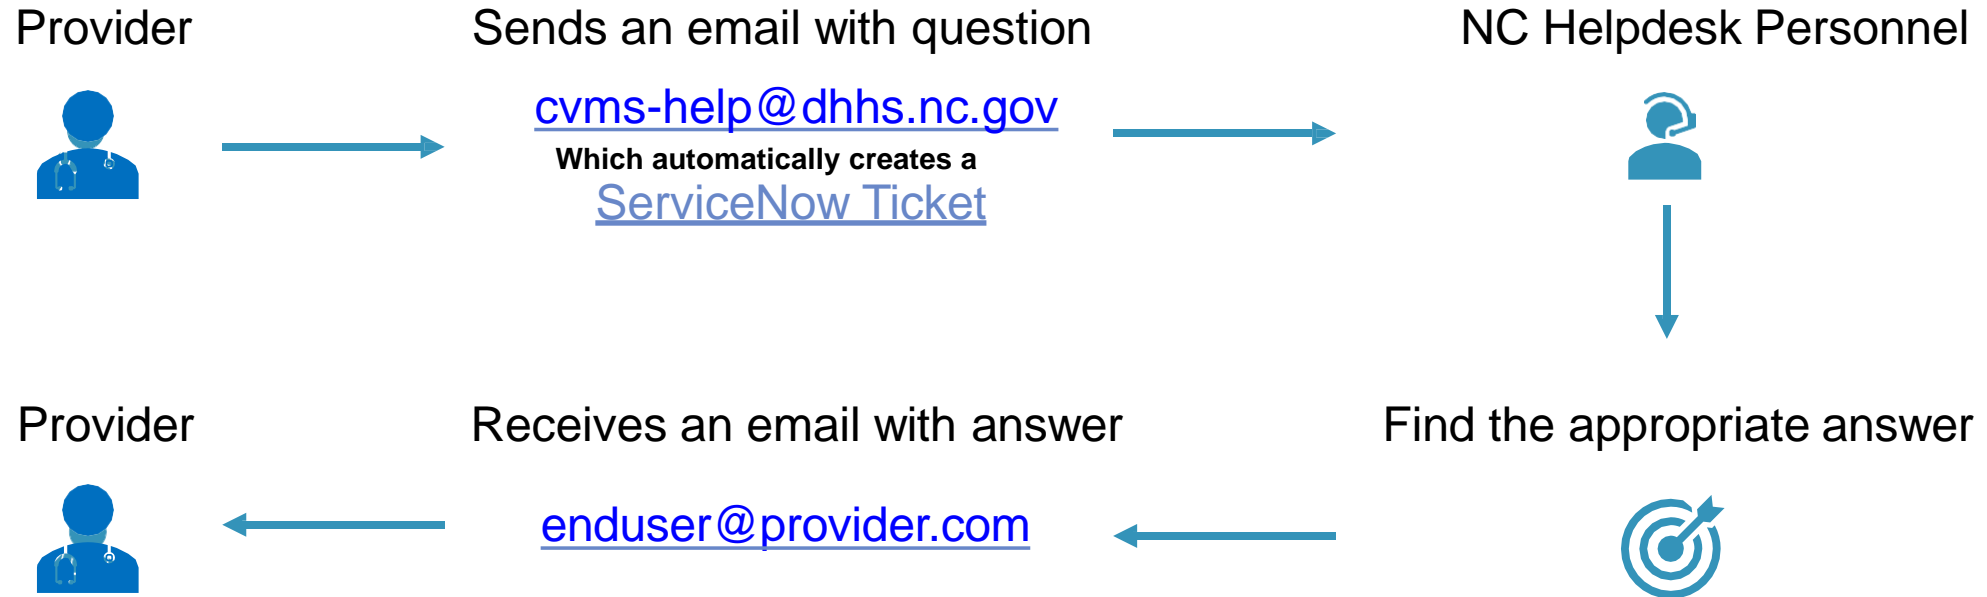 Provider
Sends an email with question
NC Helpdesk Personnel
cvms-help@dhhs.nc.gov
Which automatically creates a
ServiceNow Ticket
Provider
Receives an email with answer
Find the appropriate answer
enduser@provider.com